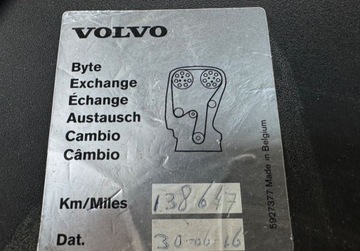 VOLVO
Byte
Exchange
Échange
Austausch
Cambio
Câmbio
Km/Miles 138647
Dat. 30-06-16
5927377 Made in Belgium